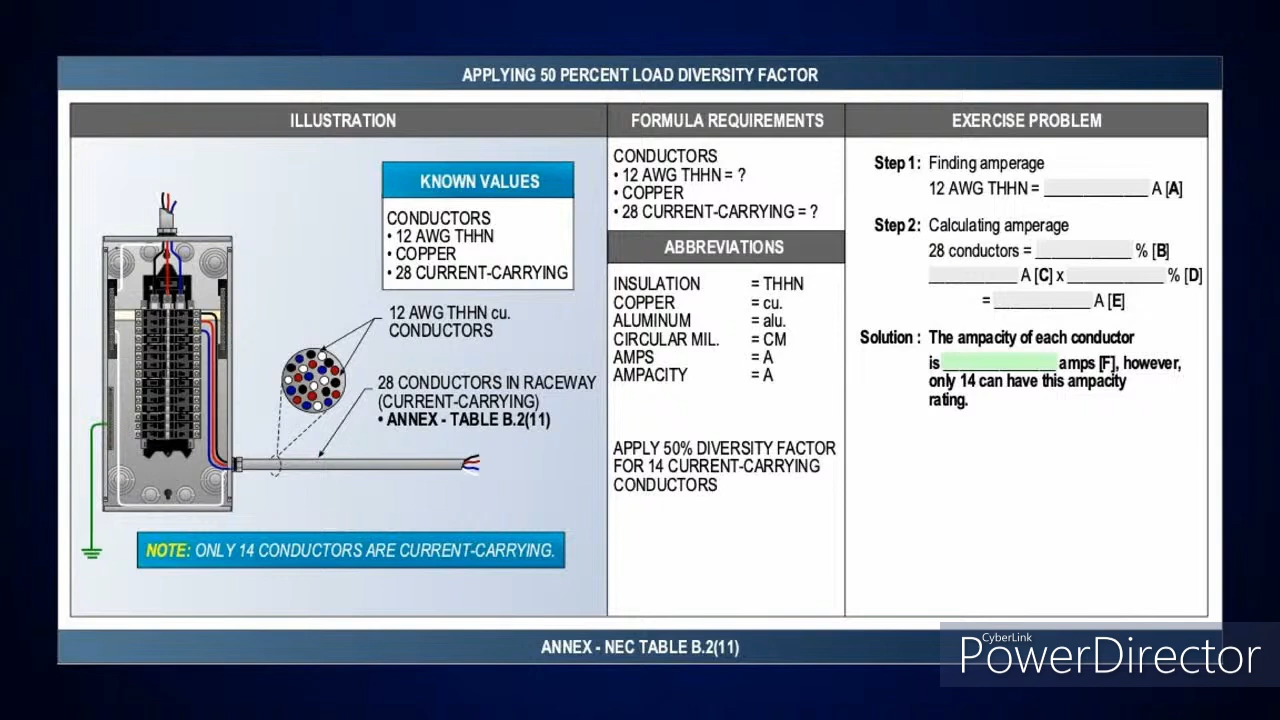 APPLYING 50 PERCENT LOAD DIVERSITY FACTOR
ILLUSTRATION
KNOWN VALUES
CONDUCTORS
• 12 AWG THHN
• COPPER
• 28 CURRENT-CARRYING
12 AWG THHN cu.
CONDUCTORS
28 CONDUCTORS IN RACEWAY
(CURRENT-CARRYING)
• ANNEX - TABLE B.2(11)
NOTE: ONLY 14 CONDUCTORS ARE CURRENT-CARRYING.
FORMULA REQUIREMENTS
CONDUCTORS
• 12 AWG THHN = ?
• COPPER
• 28 CURRENT-CARRYING = ?
ABBREVIATIONS
INSULATION = THHN
COPPER = cu.
ALUMINUM = alu.
CIRCULAR MIL. = CM
AMPS = A
AMPACITY = A
APPLY 50% DIVERSITY FACTOR
FOR 14 CURRENT-CARRYING
CONDUCTORS
EXERCISE PROBLEM
Step 1: Finding amperage
12 AWG THHN = ____________ A [A]
Step 2: Calculating amperage
28 conductors = ___________ % [B]
__________ A [C] x ___________ % [D]
= ___________ A [E]
Solution : The ampacity of each conductor
is _____________ amps [F], however,
only 14 can have this ampacity
rating.
ANNEX - NEC TABLE B.2(11)
CyberLink
PowerDirector